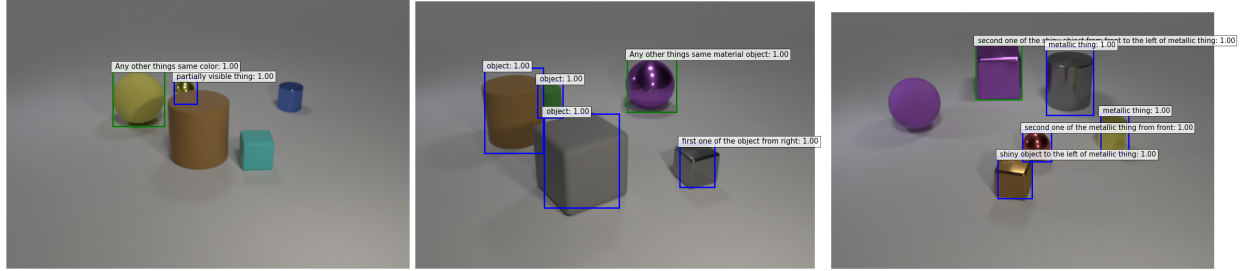 Any other things same color: 1.00
partially visible thing: 1.00
object: 1.00
object: 1.00
object: 1.00
Any other things same material object: 1.00
first one of the object from right: 1.00
second one of the shiny object from front to the left of metallic thing: 1.00
metallic thing: 1.00
metallic thing: 1.00
second one of the metallic thing from front: 1.00
shiny object to the left of metallic thing: 1.00